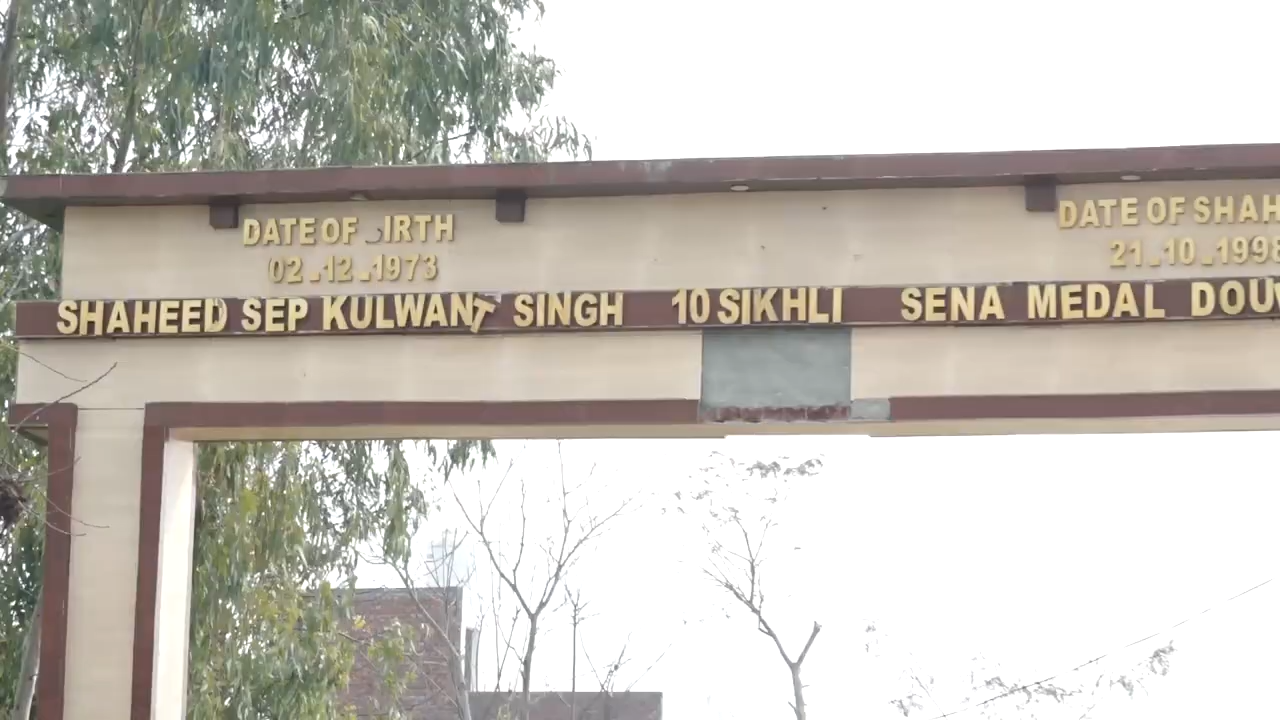 DATE OF IRTH
02-12-1973
DATE OF SHAH
21-10-1998
SHAHEED SEP KULWANT SINGH 10 SIKHLI SENA MEDAL